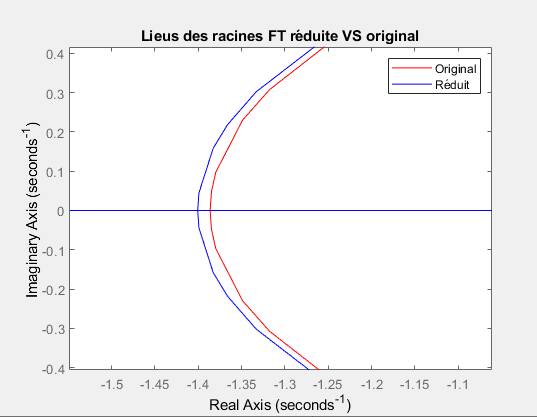 Lieus des racines FT réduite VS original
Original
Réduit
Imaginary Axis (seconds⁻¹)
0.4
0.3
0.2
0.1
0
-0.1
-0.2
-0.3
-0.4
-1.5 -1.45 -1.4 -1.35 -1.3 -1.25 -1.2 -1.15 -1.1
Real Axis (seconds⁻¹)